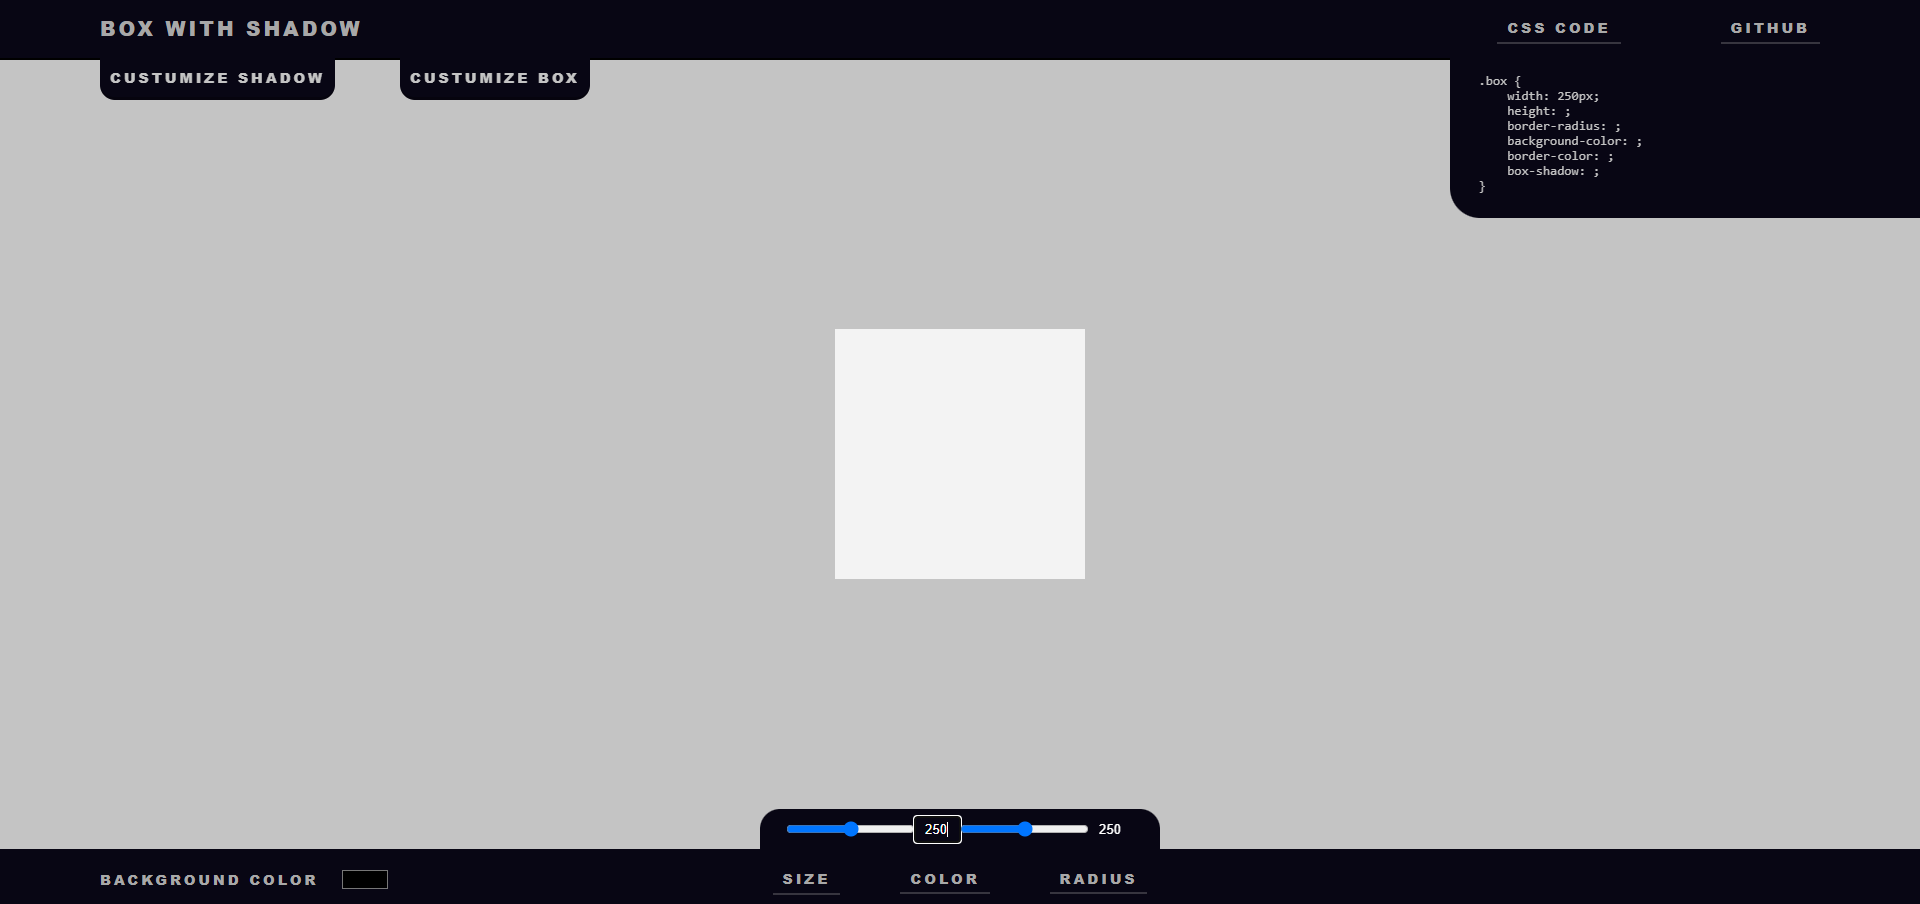 BOX WITH SHADOW
CSS CODE
GITHUB
CUSTUMIZE SHADOW
CUSTUMIZE BOX
.box {
    width: 250px;
    height: ;
    border-radius: ;
    background-color: ;
    border-color: ;
    box-shadow: ;
}
250
250
BACKGROUND COLOR
SIZE
COLOR
RADIUS